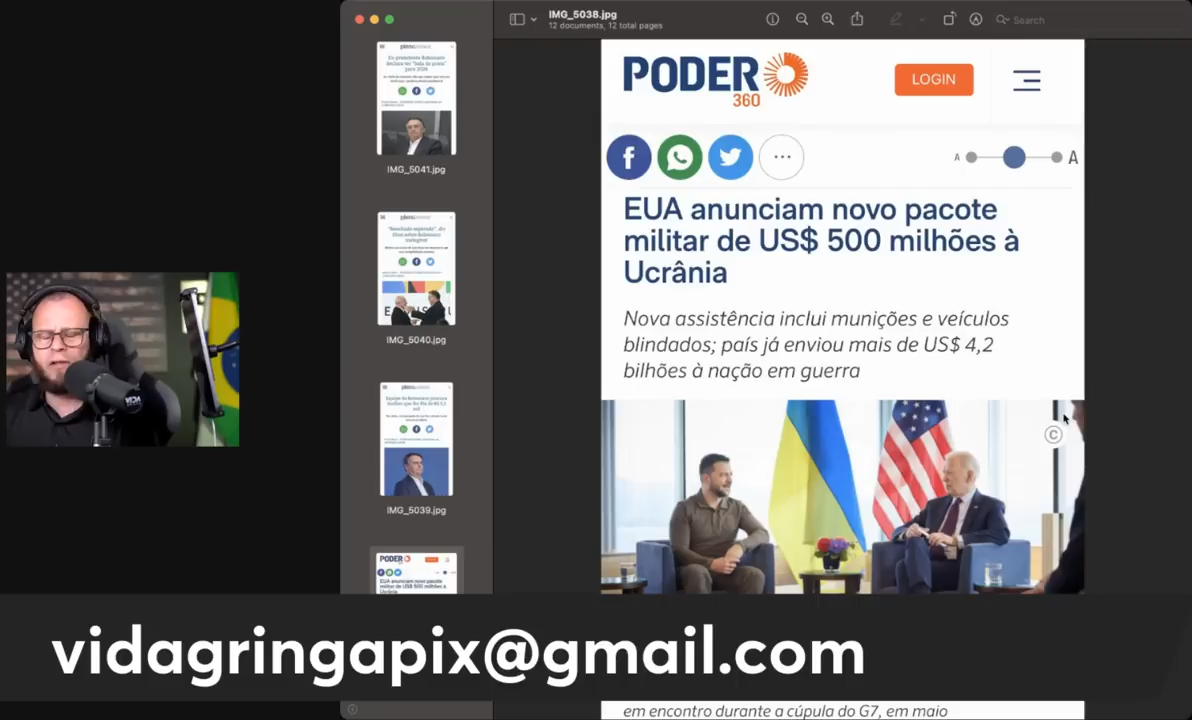 IMG_5038.jpg
12 documents, 12 total pages
Search
IMG_5041.jpg
IMG_5040.jpg
IMG_5039.jpg
PODER
360
LOGIN
A
A
EUA anunciam novo pacote
militar de US$ 500 milhões à
Ucrânia
Nova assistência inclui munições e veículos
blindados; país já enviou mais de US$ 4,2
bilhões à nação em guerra
C
PODER
EUA anunciam novo pacote
militar de US$ 500 milhões à
Ucrânia
VIDA
vidagringapix@gmail.com
em encontro durante a cúpula do G7, em maio